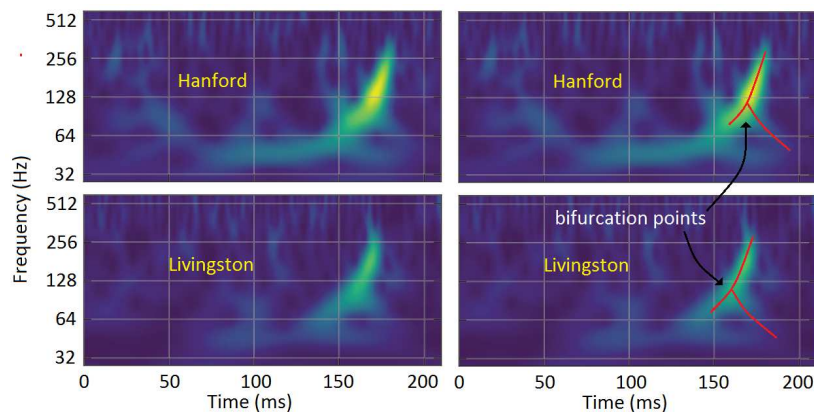 512
256
128
64
32
Hanford
Hanford
Frequency (Hz)
512
256
128
64
32
Livingston
bifurcation points
Livingston
0 50 100 150 200
0 50 100 150 200
Time (ms)
Time (ms)